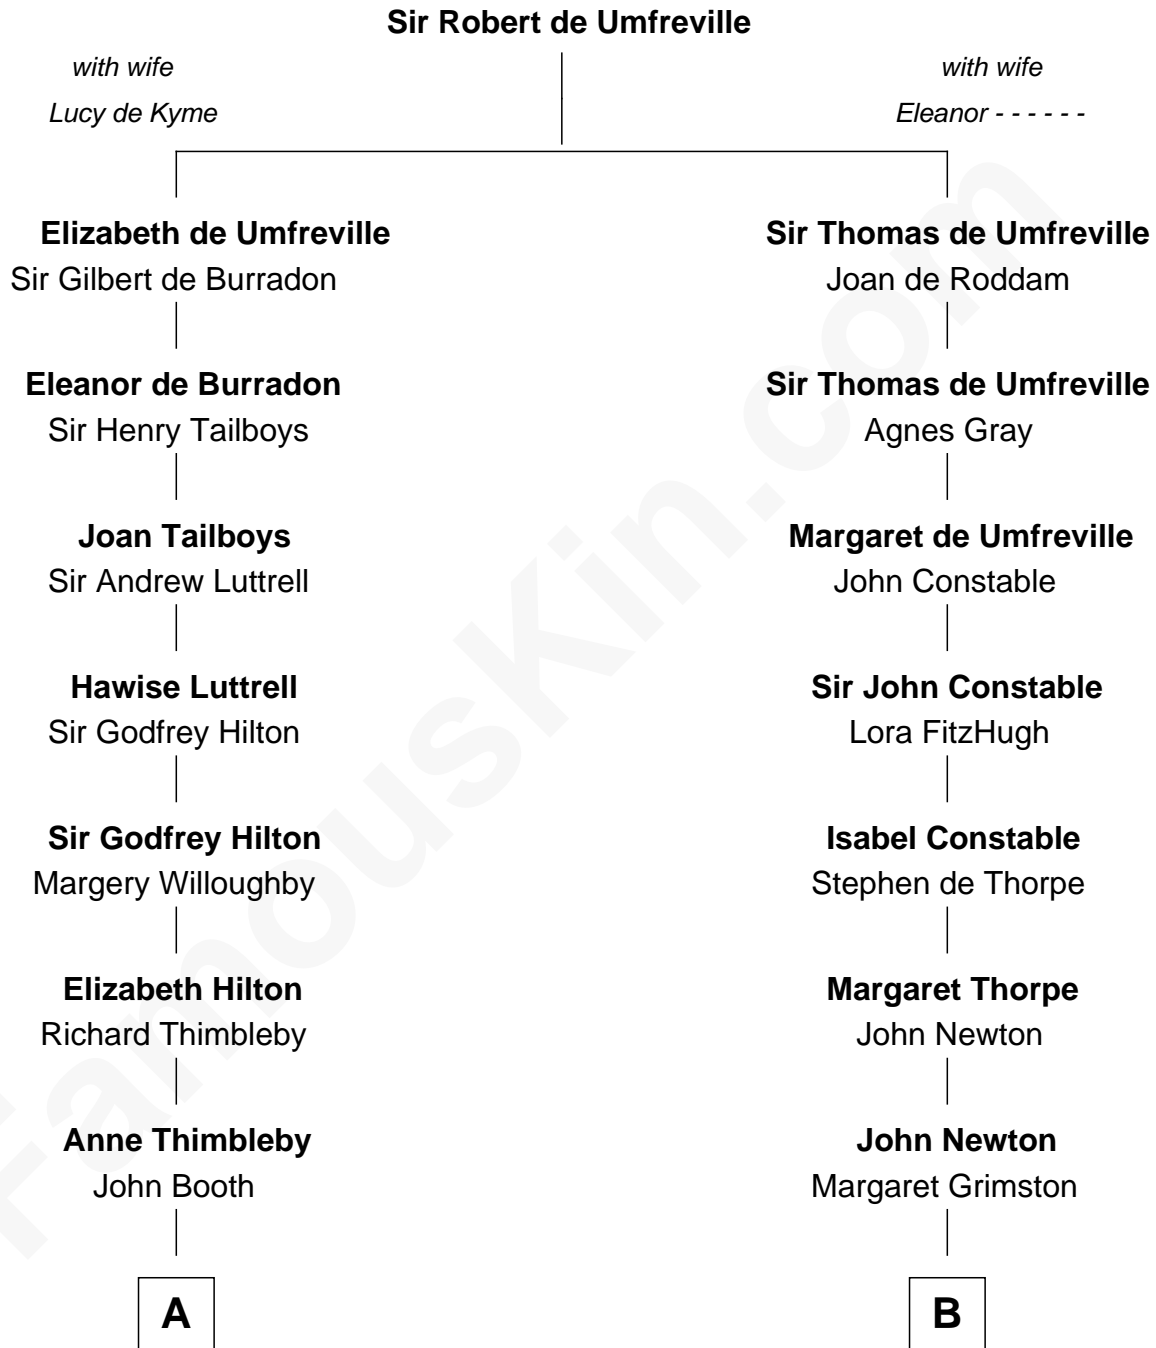 Sir Robert de Umfreville
with wife
Lucy de Kyme
with wife
Eleanor - - - - - -
Elizabeth de Umfreville
Sir Gilbert de Burradon
Sir Thomas de Umfreville
Joan de Roddam
Eleanor de Burradon
Sir Henry Tailboys
Sir Thomas de Umfreville
Agnes Gray
Joan Tailboys
Sir Andrew Luttrell
Margaret de Umfreville
John Constable
Hawise Luttrell
Sir Godfrey Hilton
Sir John Constable
Lora FitzHugh
Sir Godfrey Hilton
Margery Willoughby
Isabel Constable
Stephen de Thorpe
Elizabeth Hilton
Richard Thimbleby
Margaret Thorpe
John Newton
Anne Thimbleby
John Booth
John Newton
Margaret Grimston
A
B
FamousKin.com